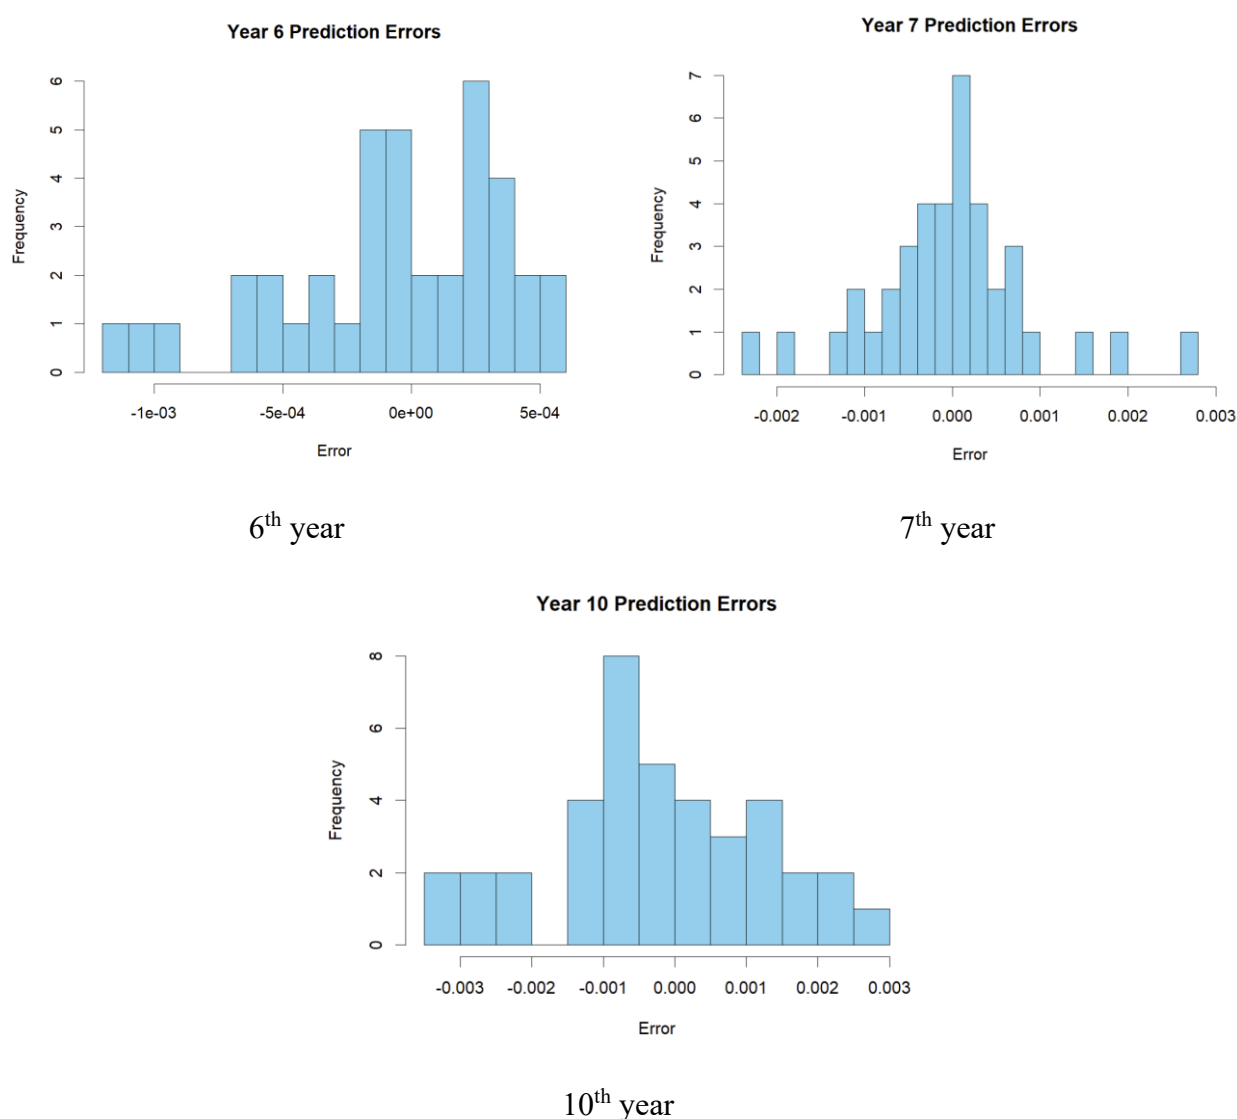 Year 6 Prediction Errors
6
5
4
3
2
1
0
Frequency
-1e-03 -5e-04 0e+00 5e-04
Error
6th year
Year 7 Prediction Errors
7
6
5
4
3
2
1
0
Frequency
-0.002 -0.001 0.000 0.001 0.002 0.003
Error
7th year
Year 10 Prediction Errors
8
6
4
2
0
Frequency
-0.003 -0.002 -0.001 0.000 0.001 0.002 0.003
Error
10th year